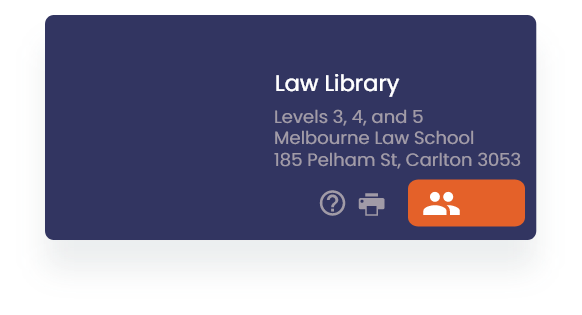 Law Library
Levels 3, 4, and 5
Melbourne Law School
185 Pelham St, Carlton 3053